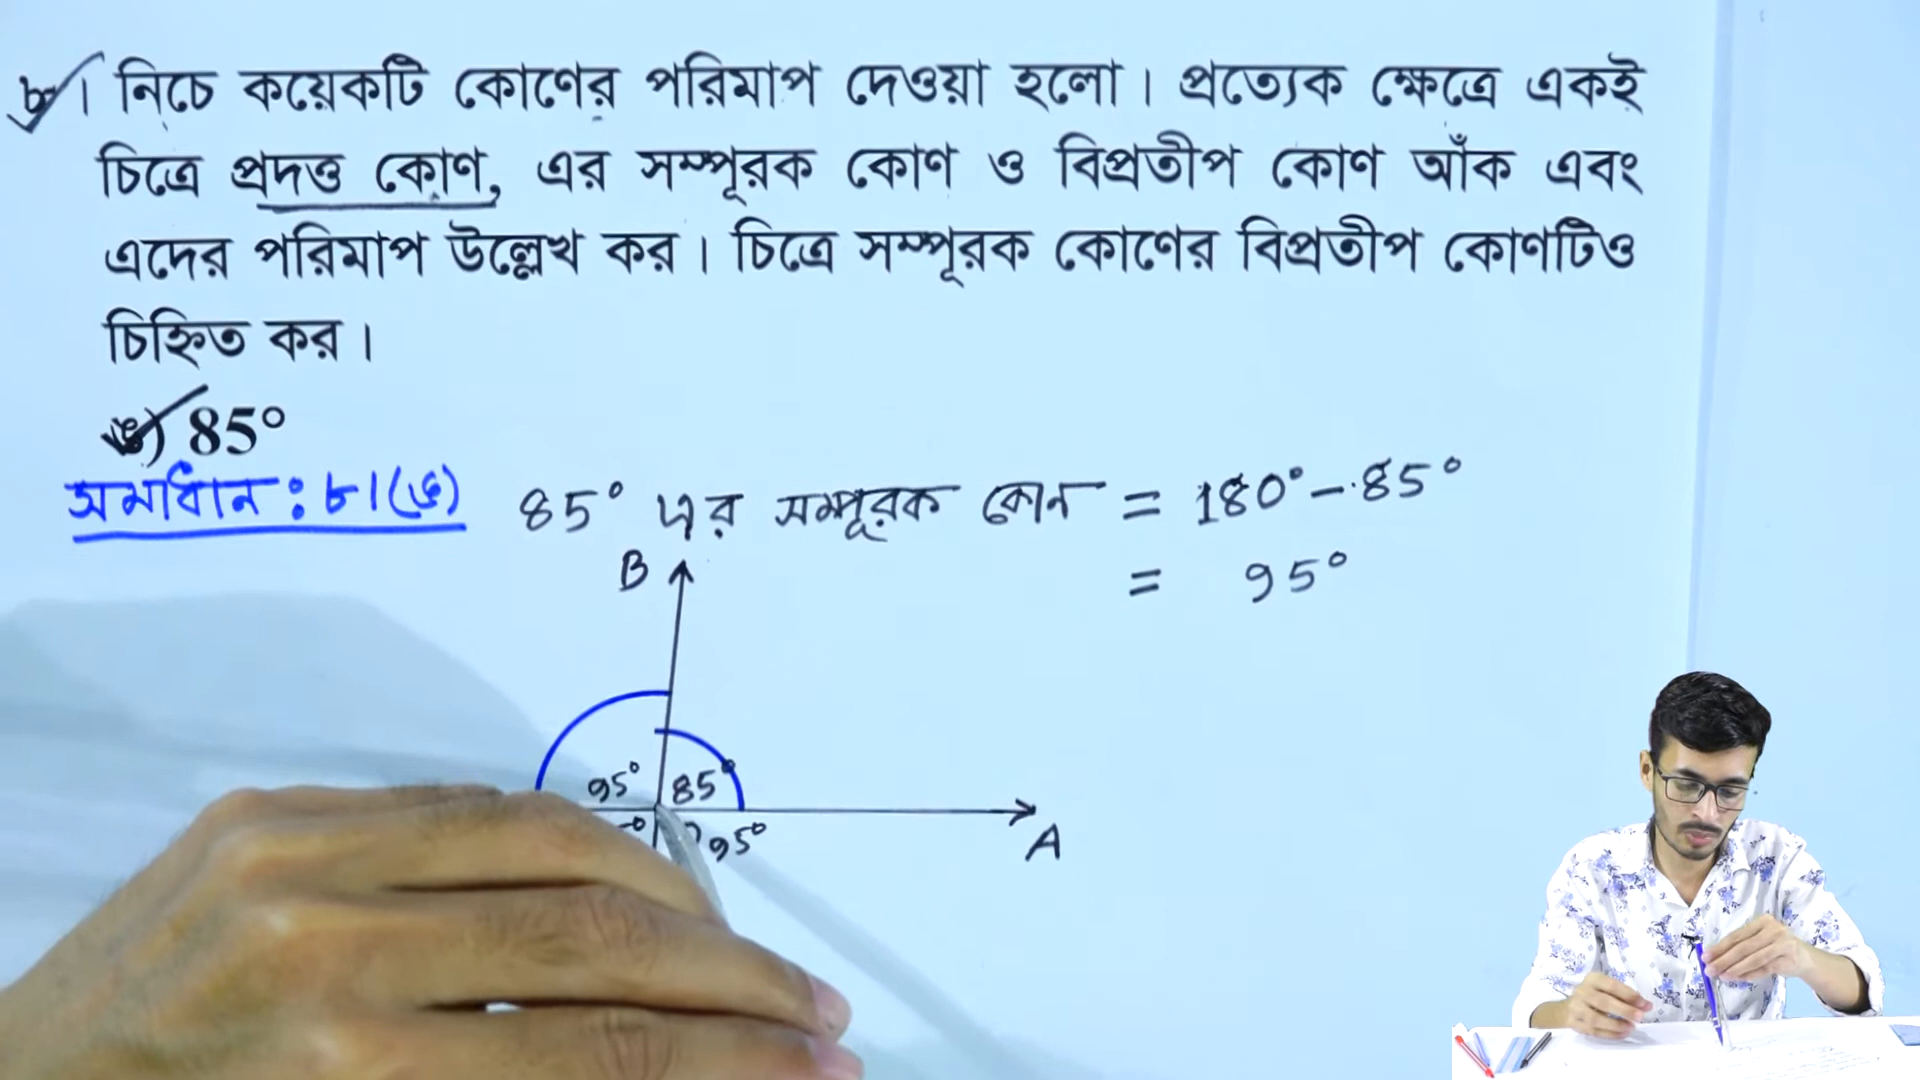 ৮। নিচে কয়েকটি কোণের পরিমাপ দেওয়া হলো। প্রত্যেক ক্ষেত্রে একই
চিত্রে প্রদত্ত কোণ, এর সম্পূরক কোণ ও বিপ্রতীপ কোণ আঁক এবং
এদের পরিমাপ উল্লেখ কর। চিত্রে সম্পূরক কোণের বিপ্রতীপ কোণটিও
চিহ্নিত কর।
(ঙ) 85°
সমাধান: ৮।(ঙ) 85° এর সম্পূরক কোন = 180° - 85°
= 95°
B
95° 85°
95°
A